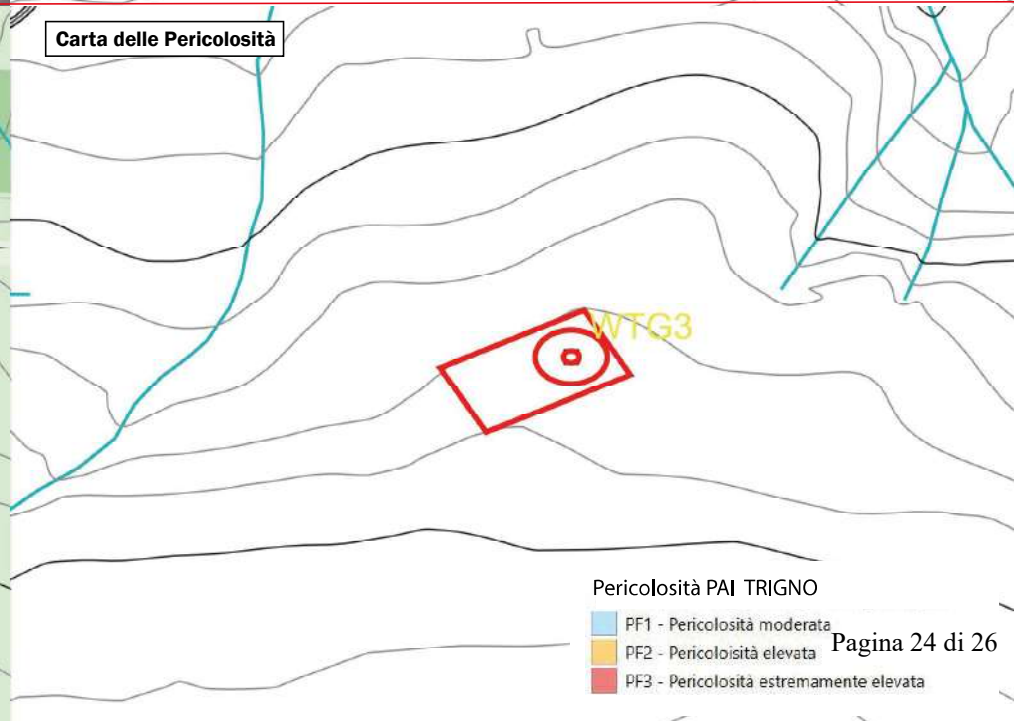 Carta delle Pericolosità
WTG3
Pericolosità PAI TRIGNO
PF1 - Pericolosità moderata
PF2 - Pericoloisità elevata
PF3 - Pericolosità estremamente elevata
Pagina 24 di 26